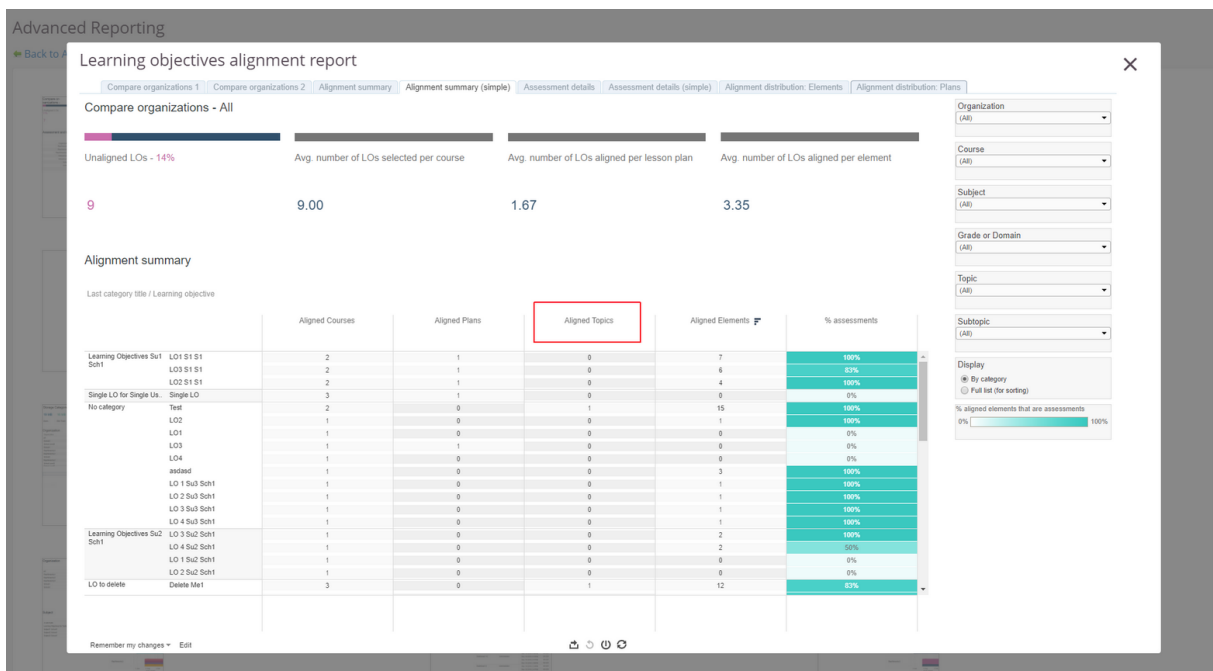 Advanced Reporting
Back to A
Learning objectives alignment report
Compare organizations 1 Compare organizations 2 Alignment summary Alignment summary (simple) Assessment details Assessment details (simple) Alignment distribution: Elements Alignment distribution: Plans
Compare organizations - All
Unaligned LOs - 14% Avg. number of LOs selected per course Avg. number of LOs aligned per lesson plan Avg. number of LOs aligned per element
9 9.00 1.67 3.35
Organization
(All)
Course
(All)
Subject
(All)
Grade or Domain
(All)
Topic
(All)
Subtopic
(All)
Display
By category
Full list (for sorting)
% aligned elements that are assessments
0% 100%
Alignment summary
Last category title / Learning objective
Aligned Courses Aligned Plans Aligned Topics Aligned Elements % assessments
Learning Objectives Su1 Sch1 LO1 S1 S1 2 1 0 7 100%
LO3 S1 S1 2 1 0 6 83%
LO2 S1 S1 2 1 0 4 100%
Single LO for Single Us.. Single LO 3 1 0 0 0%
No category Test 2 0 1 15 100%
LO2 1 0 0 1 100%
LO1 1 0 0 0 0%
LO3 1 1 0 0 0%
LO4 1 0 0 0 0%
asdasd 1 0 0 3 100%
LO 1 Su3 Sch1 1 0 0 1 100%
LO 2 Su3 Sch1 1 0 0 1 100%
LO 3 Su3 Sch1 1 0 0 1 100%
LO 4 Su3 Sch1 1 0 0 1 100%
Learning Objectives Su2 Sch1 LO 3 Su2 Sch1 1 0 0 2 100%
LO 4 Su2 Sch1 1 0 0 2 50%
LO 1 Su2 Sch1 1 0 0 0 0%
LO 2 Su2 Sch1 1 0 0 0 0%
LO to delete Delete Me1 3 0 1 12 83%
Remember my changes Edit